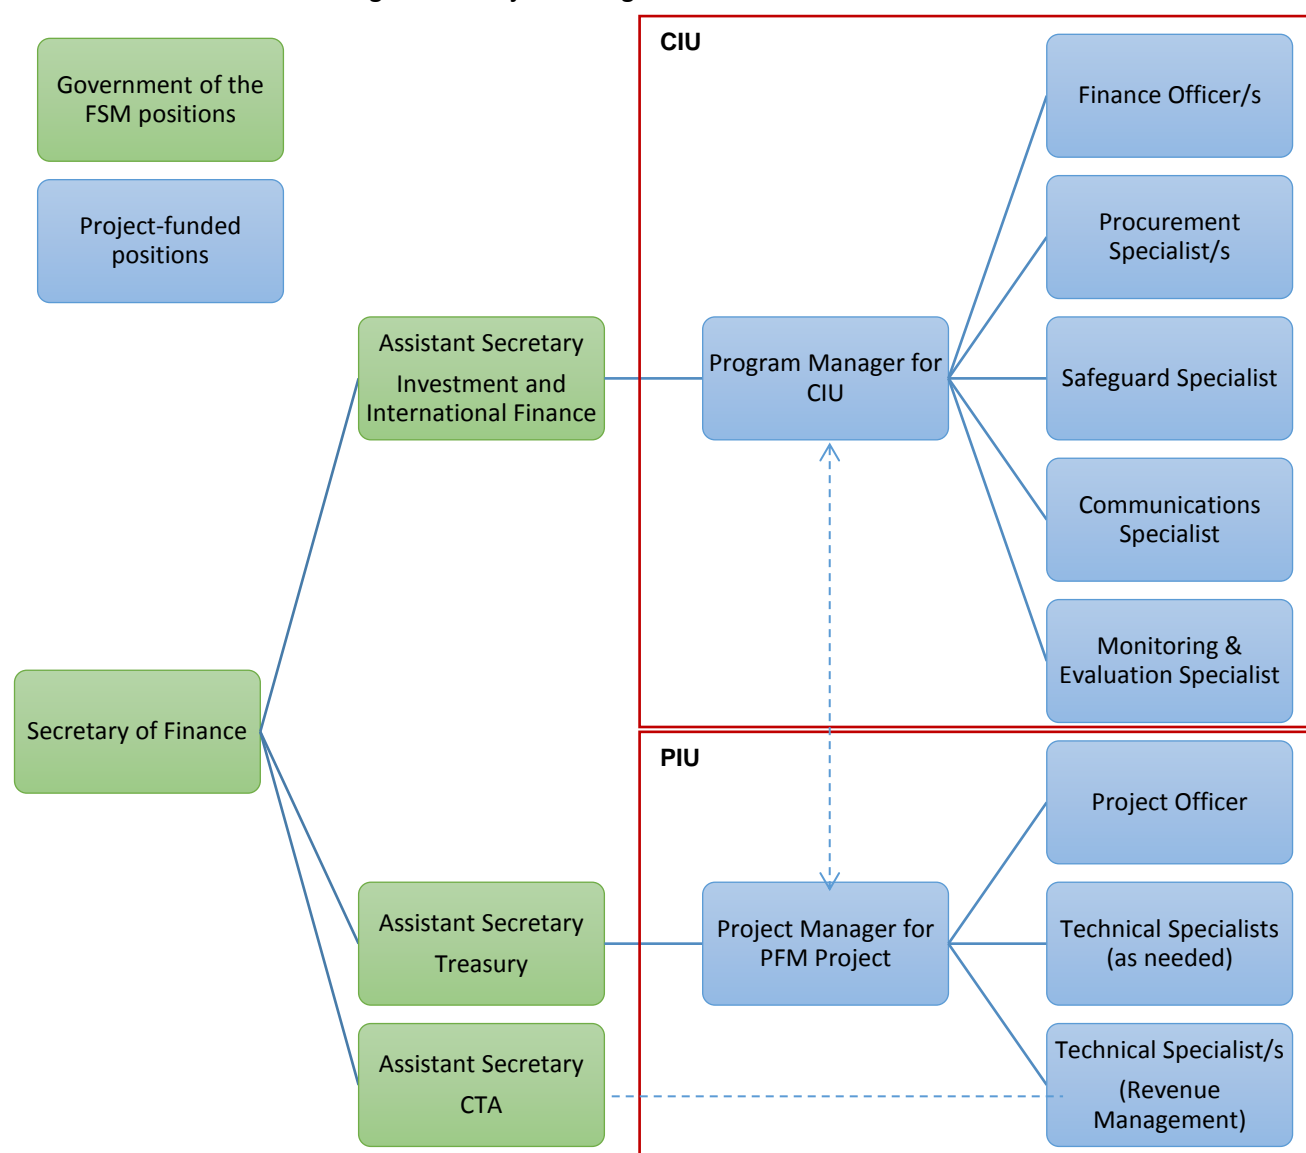 CIU
Government of the
FSM positions
Project-funded
positions
Finance Officer/s
Procurement
Specialist/s
Assistant Secretary
Investment and
International Finance
Program Manager for
CIU
Safeguard Specialist
Communications
Specialist
Monitoring &
Evaluation Specialist
Secretary of Finance
PIU
Project Officer
Assistant Secretary
Treasury
Project Manager for
PFM Project
Technical Specialists
(as needed)
Assistant Secretary
CTA
Technical Specialist/s
(Revenue
Management)